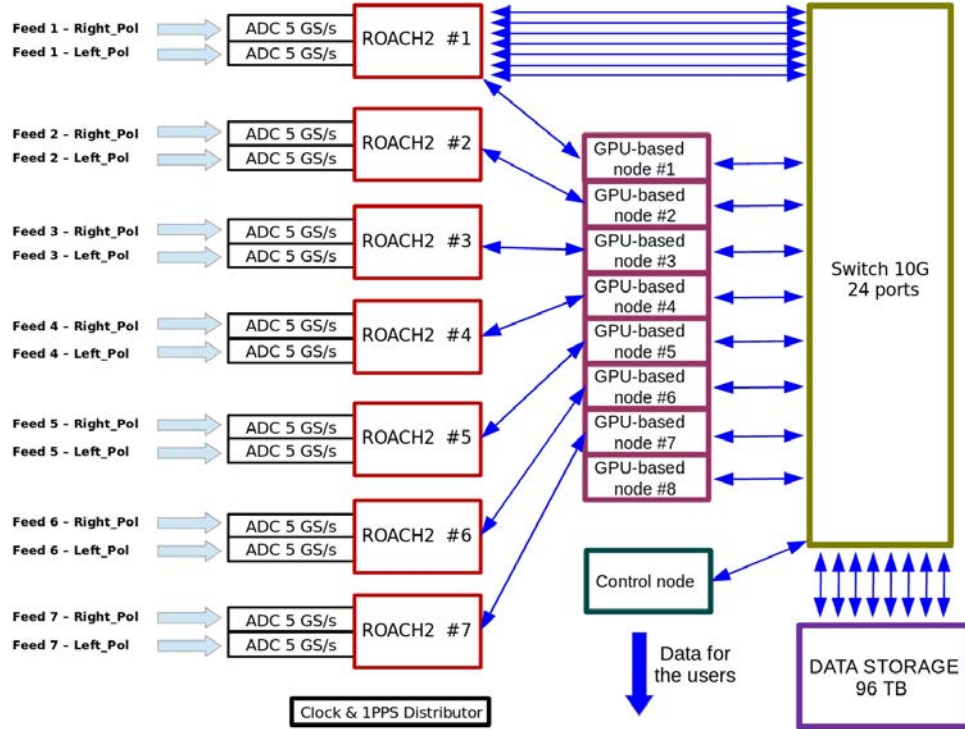 Feed 1 – Right_Pol
Feed 1 – Left_Pol
ADC 5 GS/s
ADC 5 GS/s
ROACH2 #1
Feed 2 – Right_Pol
Feed 2 – Left_Pol
ADC 5 GS/s
ADC 5 GS/s
ROACH2 #2
Feed 3 – Right_Pol
Feed 3 – Left_Pol
ADC 5 GS/s
ADC 5 GS/s
ROACH2 #3
Feed 4 – Right_Pol
Feed 4 – Left_Pol
ADC 5 GS/s
ADC 5 GS/s
ROACH2 #4
Feed 5 – Right_Pol
Feed 5 – Left_Pol
ADC 5 GS/s
ADC 5 GS/s
ROACH2 #5
Feed 6 – Right_Pol
Feed 6 – Left_Pol
ADC 5 GS/s
ADC 5 GS/s
ROACH2 #6
Feed 7 – Right_Pol
Feed 7 – Left_Pol
ADC 5 GS/s
ADC 5 GS/s
ROACH2 #7
GPU-based
node #1
GPU-based
node #2
GPU-based
node #3
GPU-based
node #4
GPU-based
node #5
GPU-based
node #6
GPU-based
node #7
GPU-based
node #8
Switch 10G
24 ports
Control node
Data for
the users
DATA STORAGE
96 TB
Clock & 1PPS Distributor